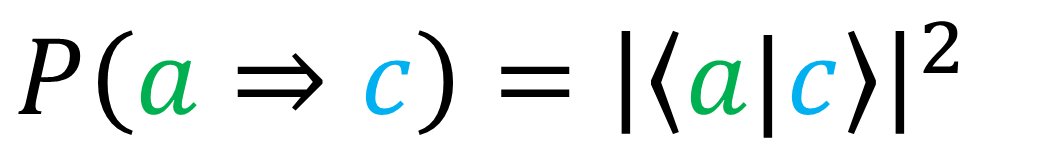 P(a ⇒ c) = |⟨a|c⟩|²